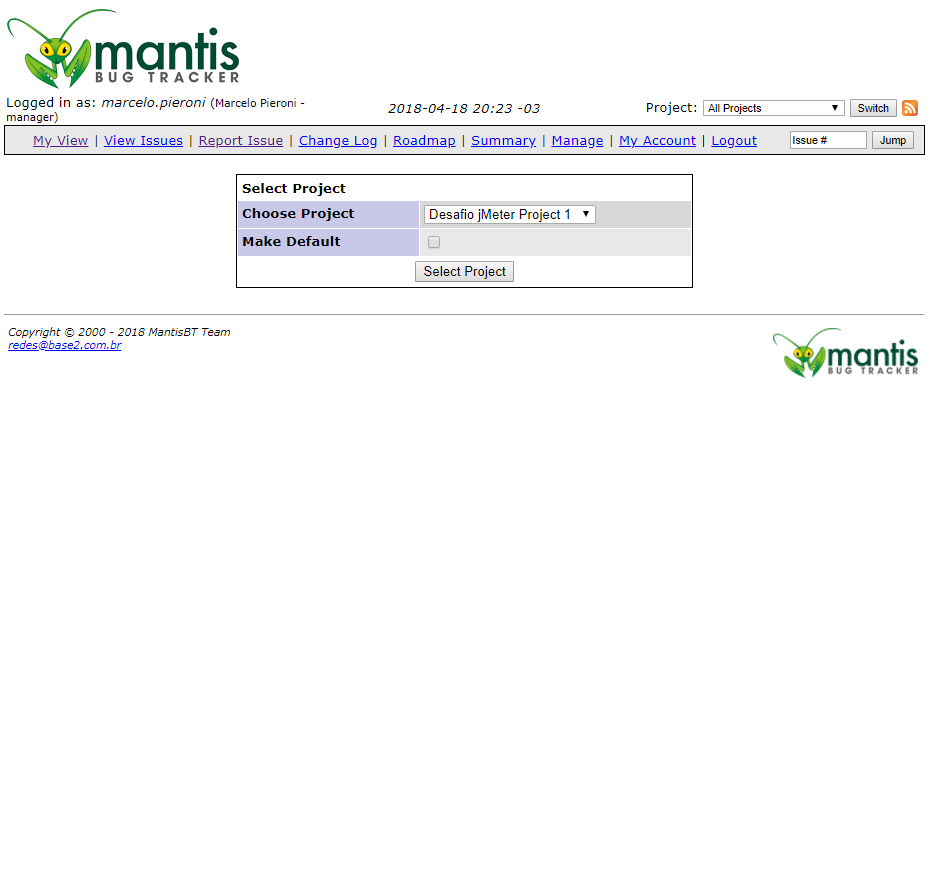 mantis
BUG TRACKER
Logged in as: marcelo.pieroni (Marcelo Pieroni - manager)
2018-04-18 20:23 -03
Project: All Projects Switch
My View | View Issues | Report Issue | Change Log | Roadmap | Summary | Manage | My Account | Logout
Issue # Jump
Select Project
Choose Project Desafio jMeter Project 1
Make Default
Select Project
Copyright © 2000 - 2018 MantisBT Team
redes@base2.com.br
mantis
BUG TRACKER